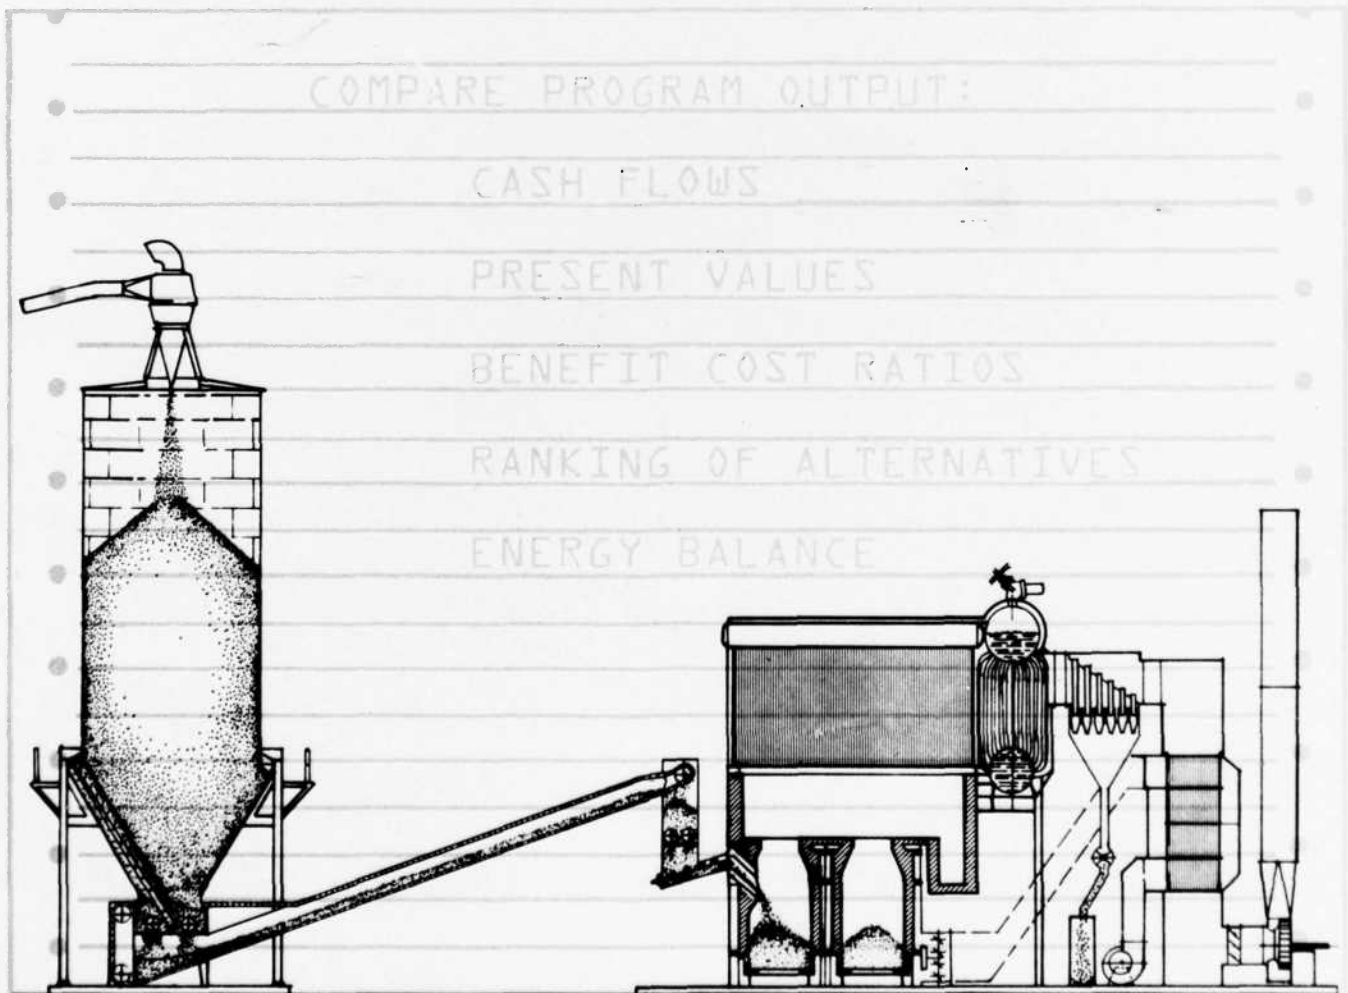 COMPARE PROGRAM OUTPUT:
CASH FLOWS
PRESENT VALUES
BENEFIT COST RATIOS
RANKING OF ALTERNATIVES
ENERGY BALANCE